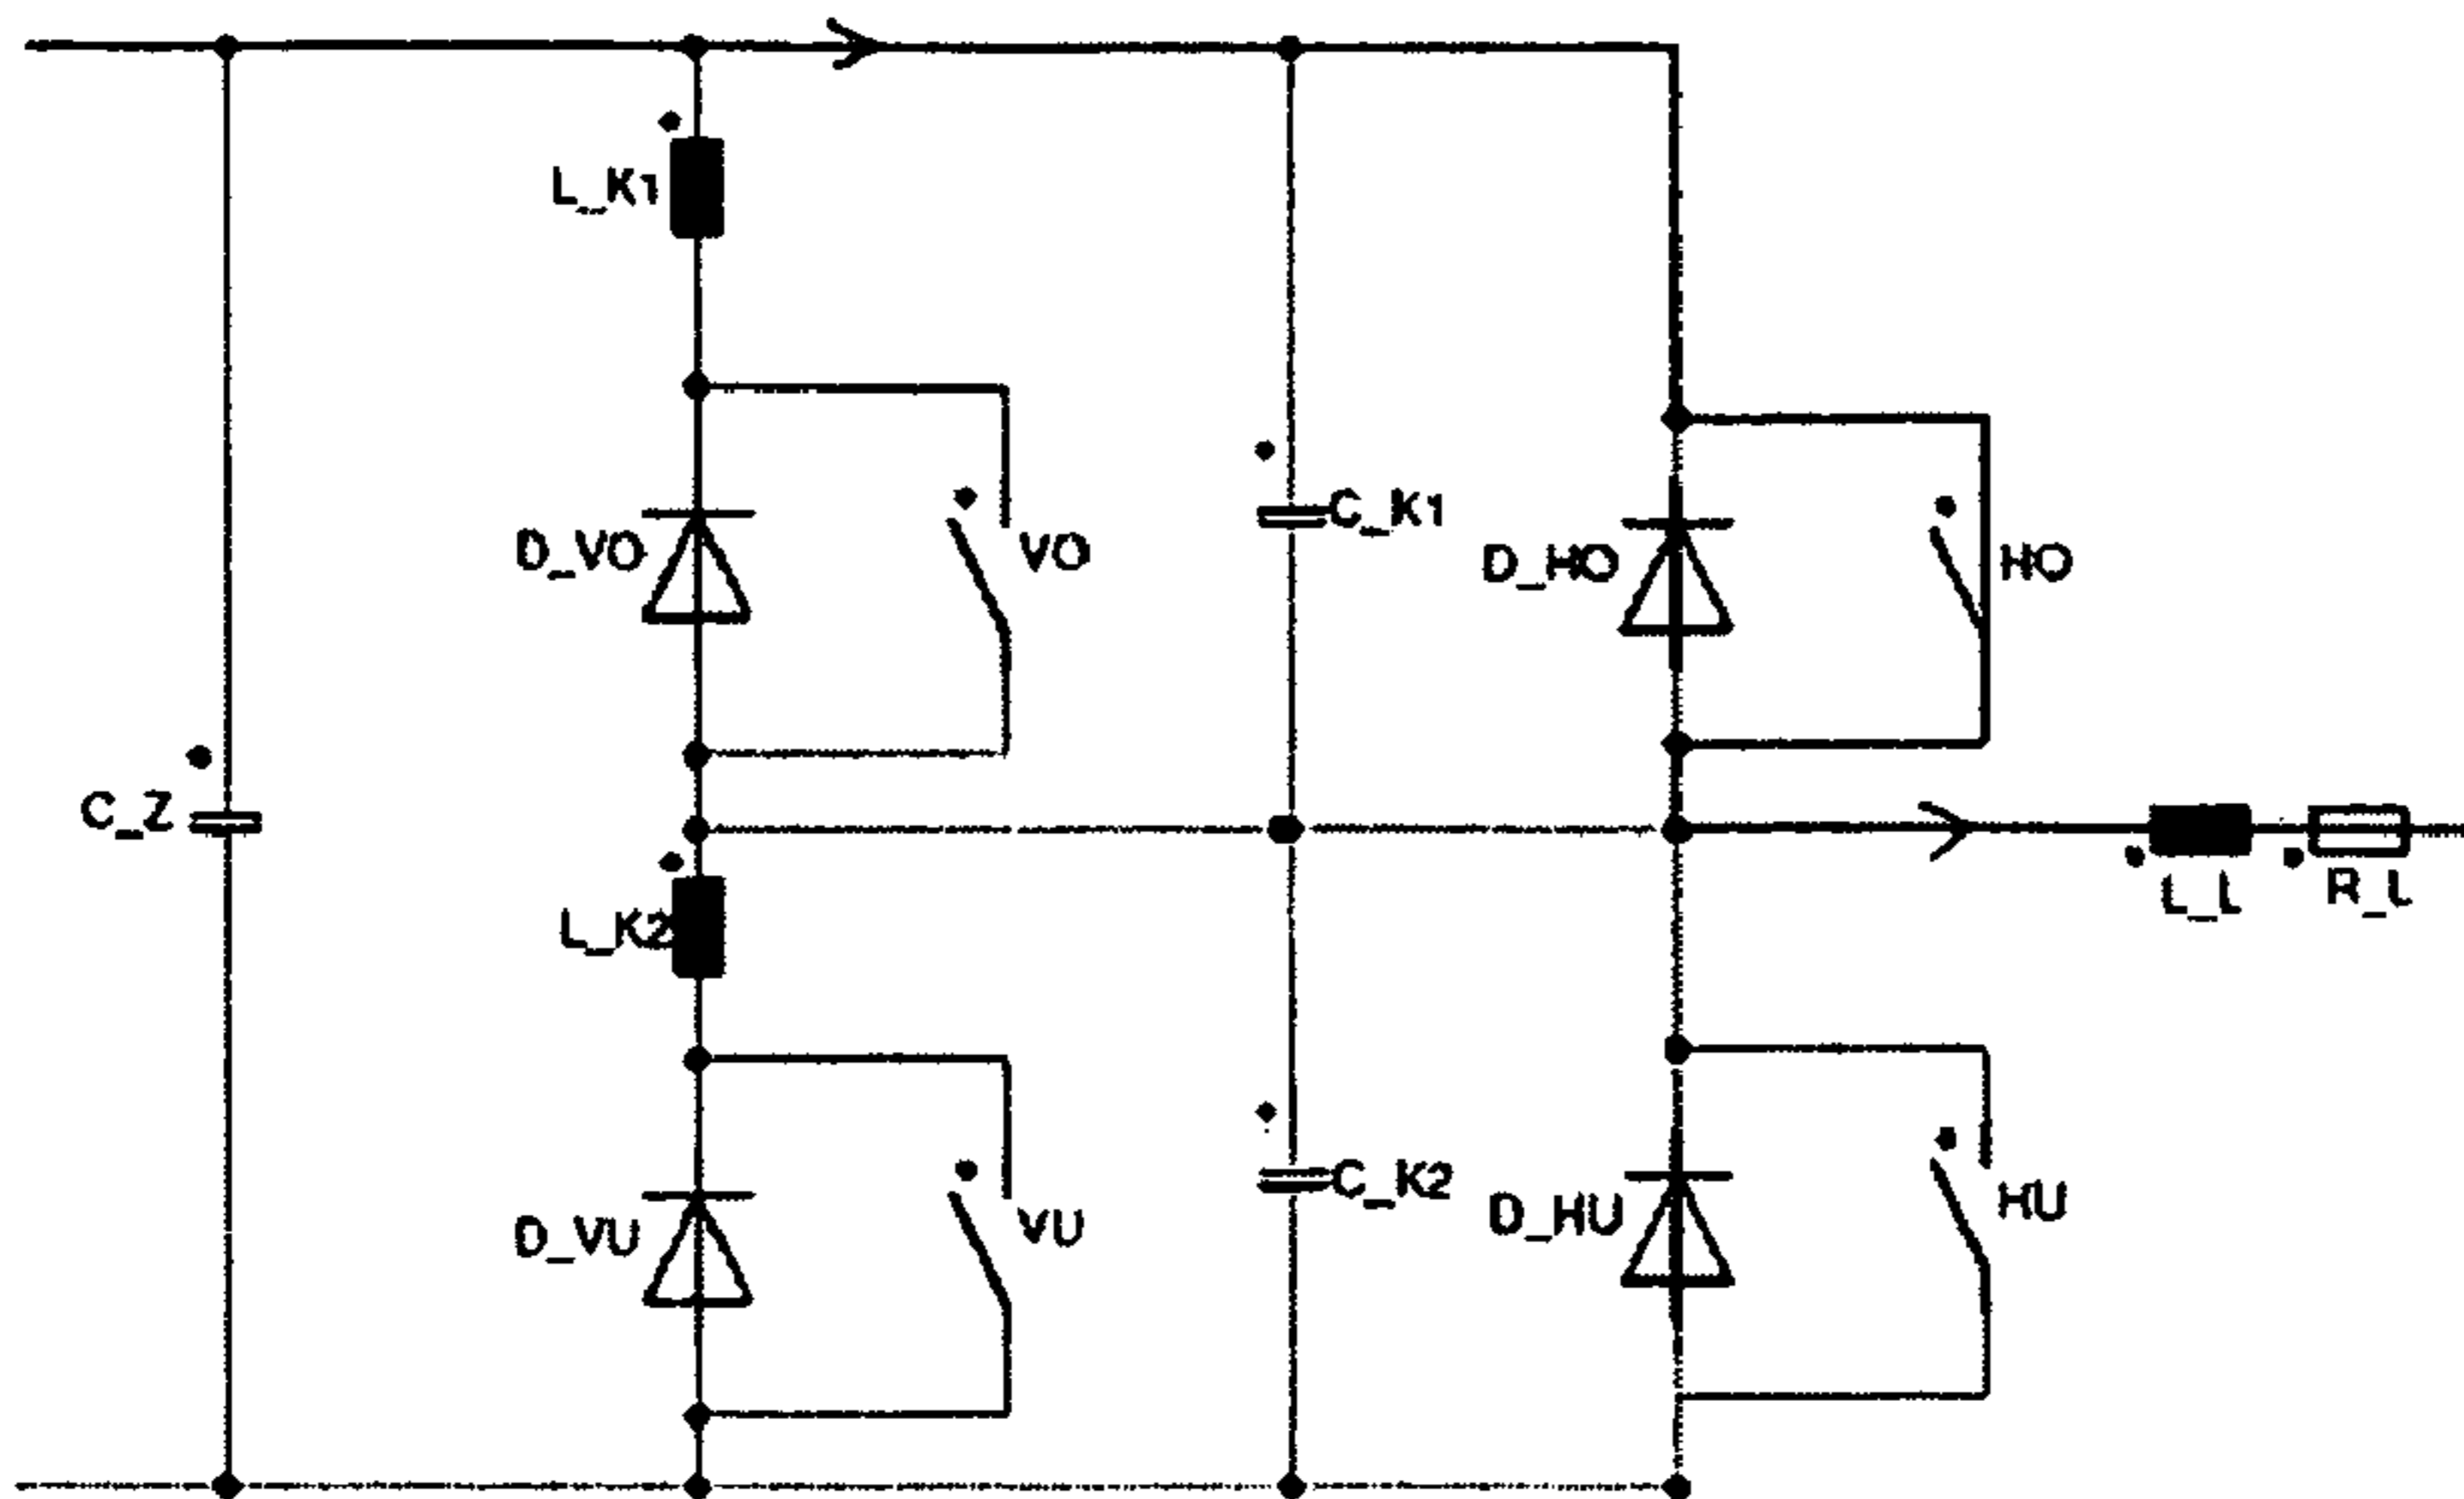 L_K1
D_VO
VO
C_K1
D_HO
HO
C_Z
L_K2
L_L
R_L
D_VU
VU
C_K2
D_HU
HU